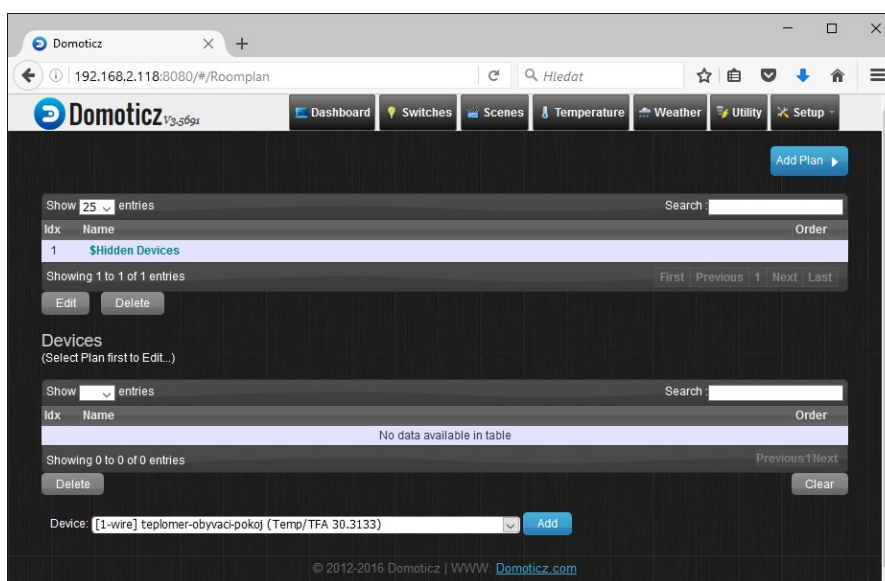 Domoticz
192.168.2.118:8080/#/Roomplan
Hledat
Domoticz V3.5691
Dashboard Switches Scenes Temperature Weather Utility Setup
Add Plan
Show 25 entries Search :
Idx Name Order
1 $Hidden Devices
Showing 1 to 1 of 1 entries First Previous 1 Next Last
Edit Delete
Devices
(Select Plan first to Edit...)
Show entries Search :
Idx Name Order
No data available in table
Showing 0 to 0 of 0 entries Previous 1 Next
Delete Clear
Device: [1-wire] teplomer-obyvaci-pokoj (Temp/TFA 30.3133) Add
© 2012-2016 Domoticz | WWW: Domoticz.com